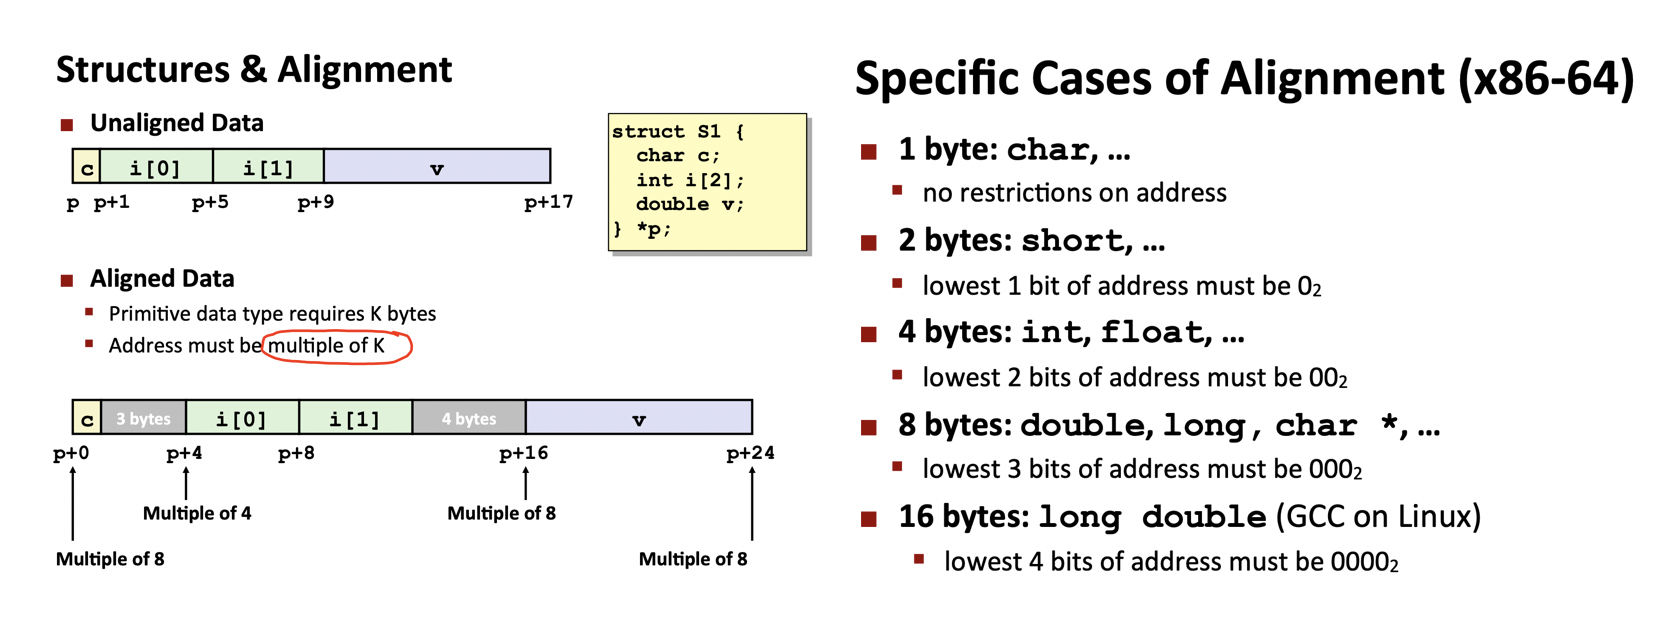 Structures & Alignment
Unaligned Data
c i[0] i[1] v
p p+1 p+5 p+9 p+17
struct S1 {
char c;
int i[2];
double v;
} *p;
Aligned Data
Primitive data type requires K bytes
Address must be multiple of K
c 3 bytes i[0] i[1] 4 bytes v
p+0 p+4 p+8 p+16 p+24
Multiple of 4 Multiple of 8
Multiple of 8 Multiple of 8
Specific Cases of Alignment (x86-64)
1 byte: char, ...
no restrictions on address
2 bytes: short, ...
lowest 1 bit of address must be 0₂
4 bytes: int, float, ...
lowest 2 bits of address must be 00₂
8 bytes: double, long, char *, ...
lowest 3 bits of address must be 000₂
16 bytes: long double (GCC on Linux)
lowest 4 bits of address must be 0000₂